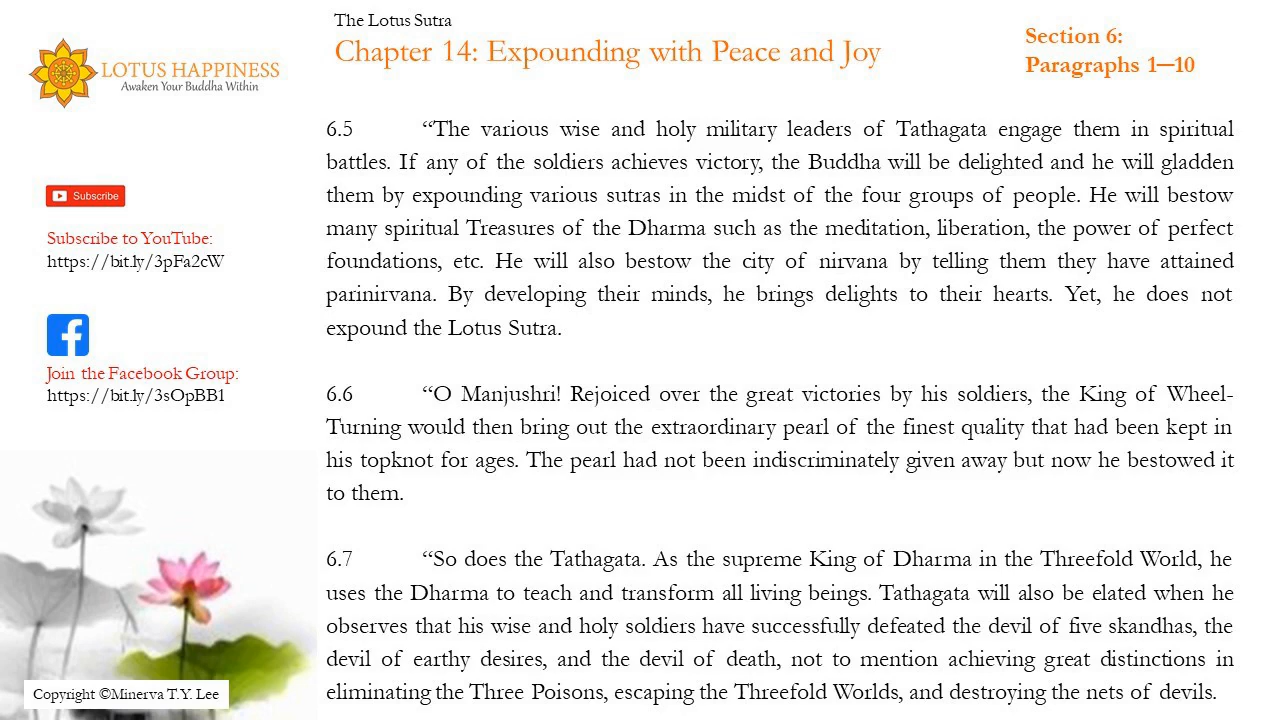 The Lotus Sutra
Chapter 14: Expounding with Peace and Joy
Section 6:
Paragraphs 1—10
LOTUS HAPPINESS
Awaken Your Buddha Within
Subscribe
Subscribe to YouTube:
https://bit.ly/3pFa2cW
Join the Facebook Group:
https://bit.ly/3sOpBB1
6.5 “The various wise and holy military leaders of Tathagata engage them in spiritual
battles. If any of the soldiers achieves victory, the Buddha will be delighted and he will gladden
them by expounding various sutras in the midst of the four groups of people. He will bestow
many spiritual Treasures of the Dharma such as the meditation, liberation, the power of perfect
foundations, etc. He will also bestow the city of nirvana by telling them they have attained
parinirvana. By developing their minds, he brings delights to their hearts. Yet, he does not
expound the Lotus Sutra.
6.6 “O Manjushri! Rejoiced over the great victories by his soldiers, the King of Wheel-
Turning would then bring out the extraordinary pearl of the finest quality that had been kept in
his topknot for ages. The pearl had not been indiscriminately given away but now he bestowed it
to them.
6.7 “So does the Tathagata. As the supreme King of Dharma in the Threefold World, he
uses the Dharma to teach and transform all living beings. Tathagata will also be elated when he
observes that his wise and holy soldiers have successfully defeated the devil of five skandhas, the
devil of earthy desires, and the devil of death, not to mention achieving great distinctions in
eliminating the Three Poisons, escaping the Threefold Worlds, and destroying the nets of devils.
Copyright ©Minerva T.Y. Lee